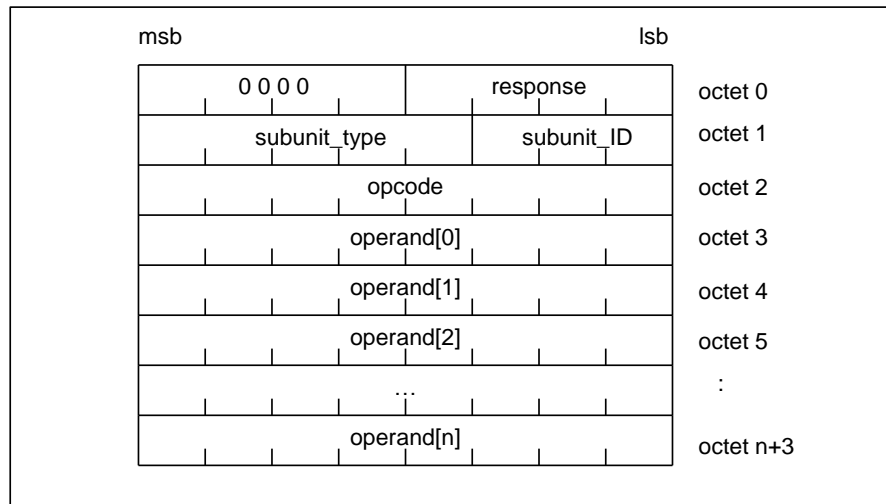 msb lsb
0 0 0 0 response octet 0
subunit_type subunit_ID octet 1
opcode octet 2
operand[0] octet 3
operand[1] octet 4
operand[2] octet 5
… :
operand[n] octet n+3